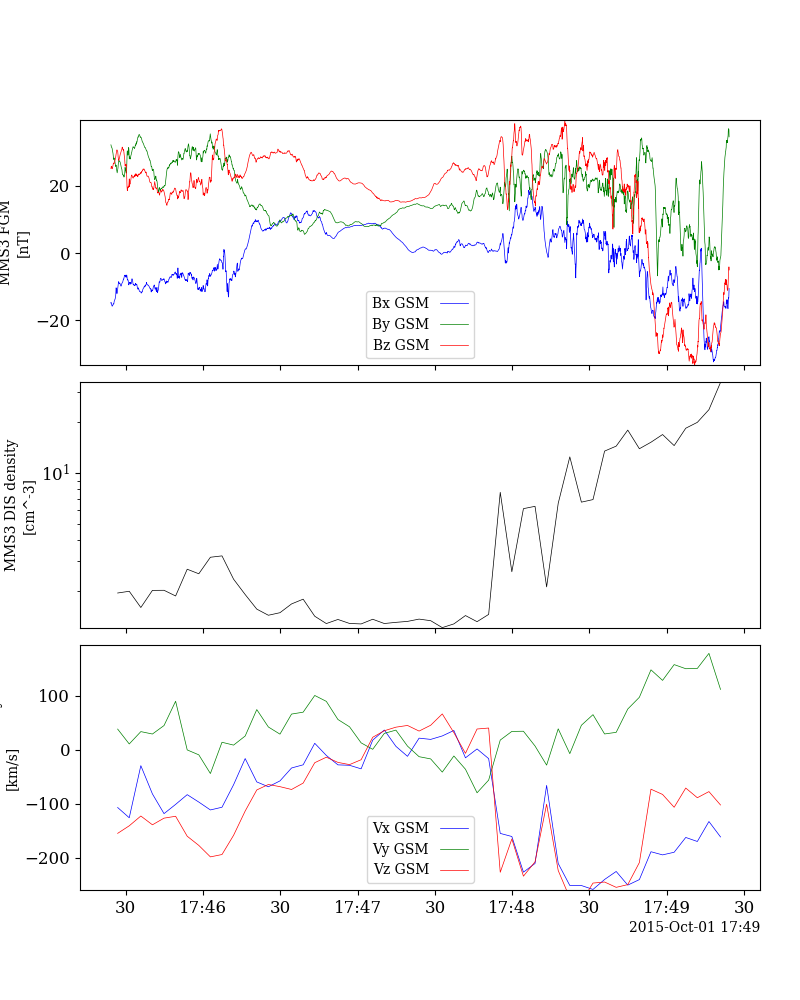 MMS3 FGM
[nT]
20
0
−20
Bx GSM
By GSM
Bz GSM
MMS3 DIS density
[cm^-3]
10^1
100
0
−100
−200
[km/s]
Vx GSM
Vy GSM
Vz GSM
30 17:46 30 17:47 30 17:48 30 17:49 30
2015-Oct-01 17:49